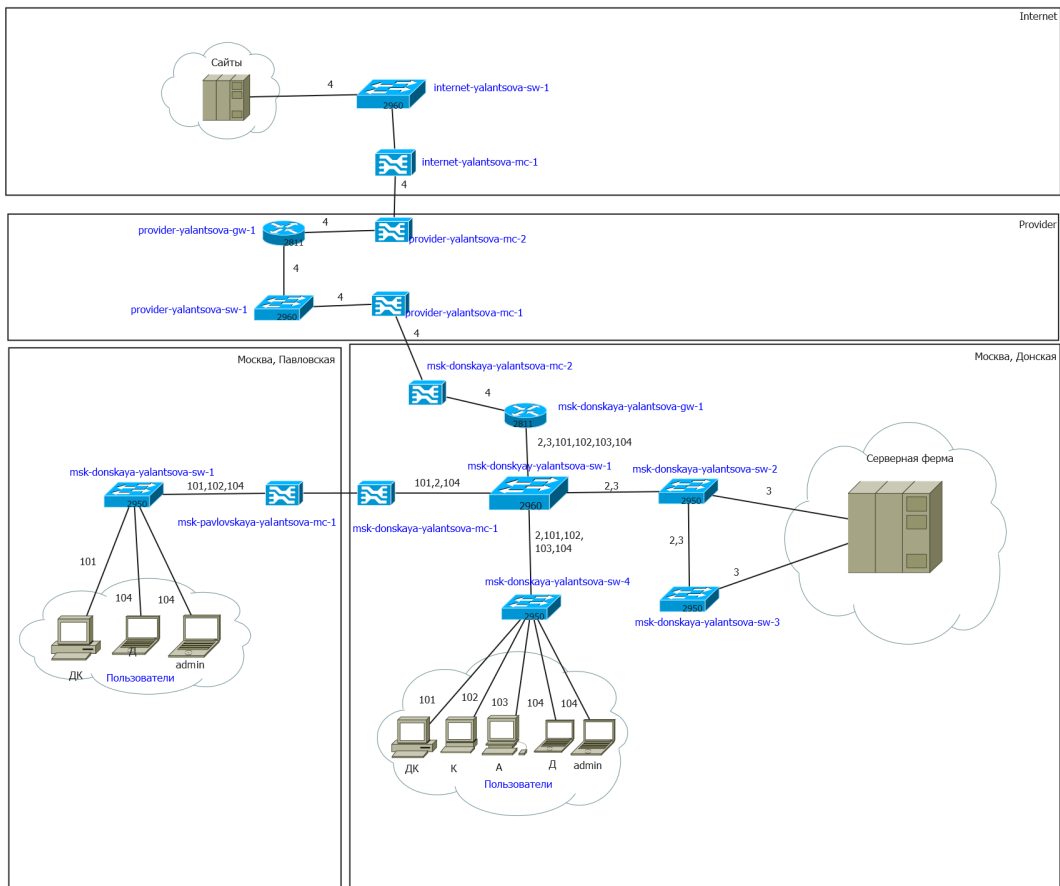 Internet
Сайты
4
internet-yalantsova-sw-1
2960
internet-yalantsova-mc-1
4
Provider
provider-yalantsova-gw-1
4
2811
provider-yalantsova-mc-2
4
provider-yalantsova-sw-1
4
2960
provider-yalantsova-mc-1
4
Москва, Павловская
msk-donskaya-yalantsova-sw-1
2950
101,102,104
msk-pavlovskaya-yalantsova-mc-1
101
104
104
ДК
Д
admin
Пользователи
Москва, Донская
msk-donskaya-yalantsova-mc-2
4
msk-donskaya-yalantsova-gw-1
2811
2,3,101,102,103,104
msk-donskyay-yalantsova-sw-1
101,2,104
2960
msk-donskaya-yalantsova-mc-1
2,3
msk-donskaya-yalantsova-sw-2
2950
3
Серверная ферма
2,101,102,
103,104
2,3
3
msk-donskaya-yalantsova-sw-4
2950
2950
msk-donskaya-yalantsova-sw-3
101
102
103
104
104
ДК
К
А
Д
admin
Пользователи